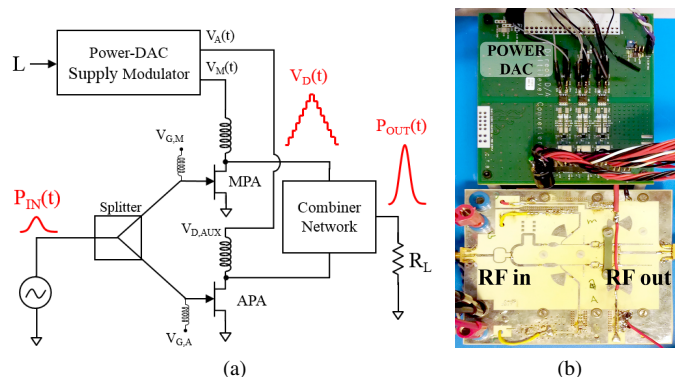 Power-DAC
Supply Modulator
L
V_A(t)
V_M(t)
V_D(t)
V_G,M
P_OUT(t)
MPA
P_IN(t)
Splitter
Combiner
Network
V_D,AUX
R_L
APA
V_G,A
(a)
POWER
DAC
RF in
RF out
(b)